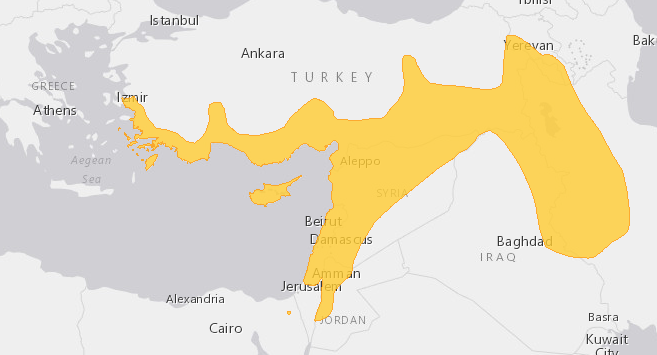 Tbilisi
Istanbul
Yerevan
Bak
Ankara
TURKEY
GREECE
Izmir
Athens
Aegean
Sea
Aleppo
SYRIA
Beirut
Damascus
Baghdad
IRAQ
Amman
Jerusalem
Alexandria
Cairo
JORDAN
Basra
Kuwait
City